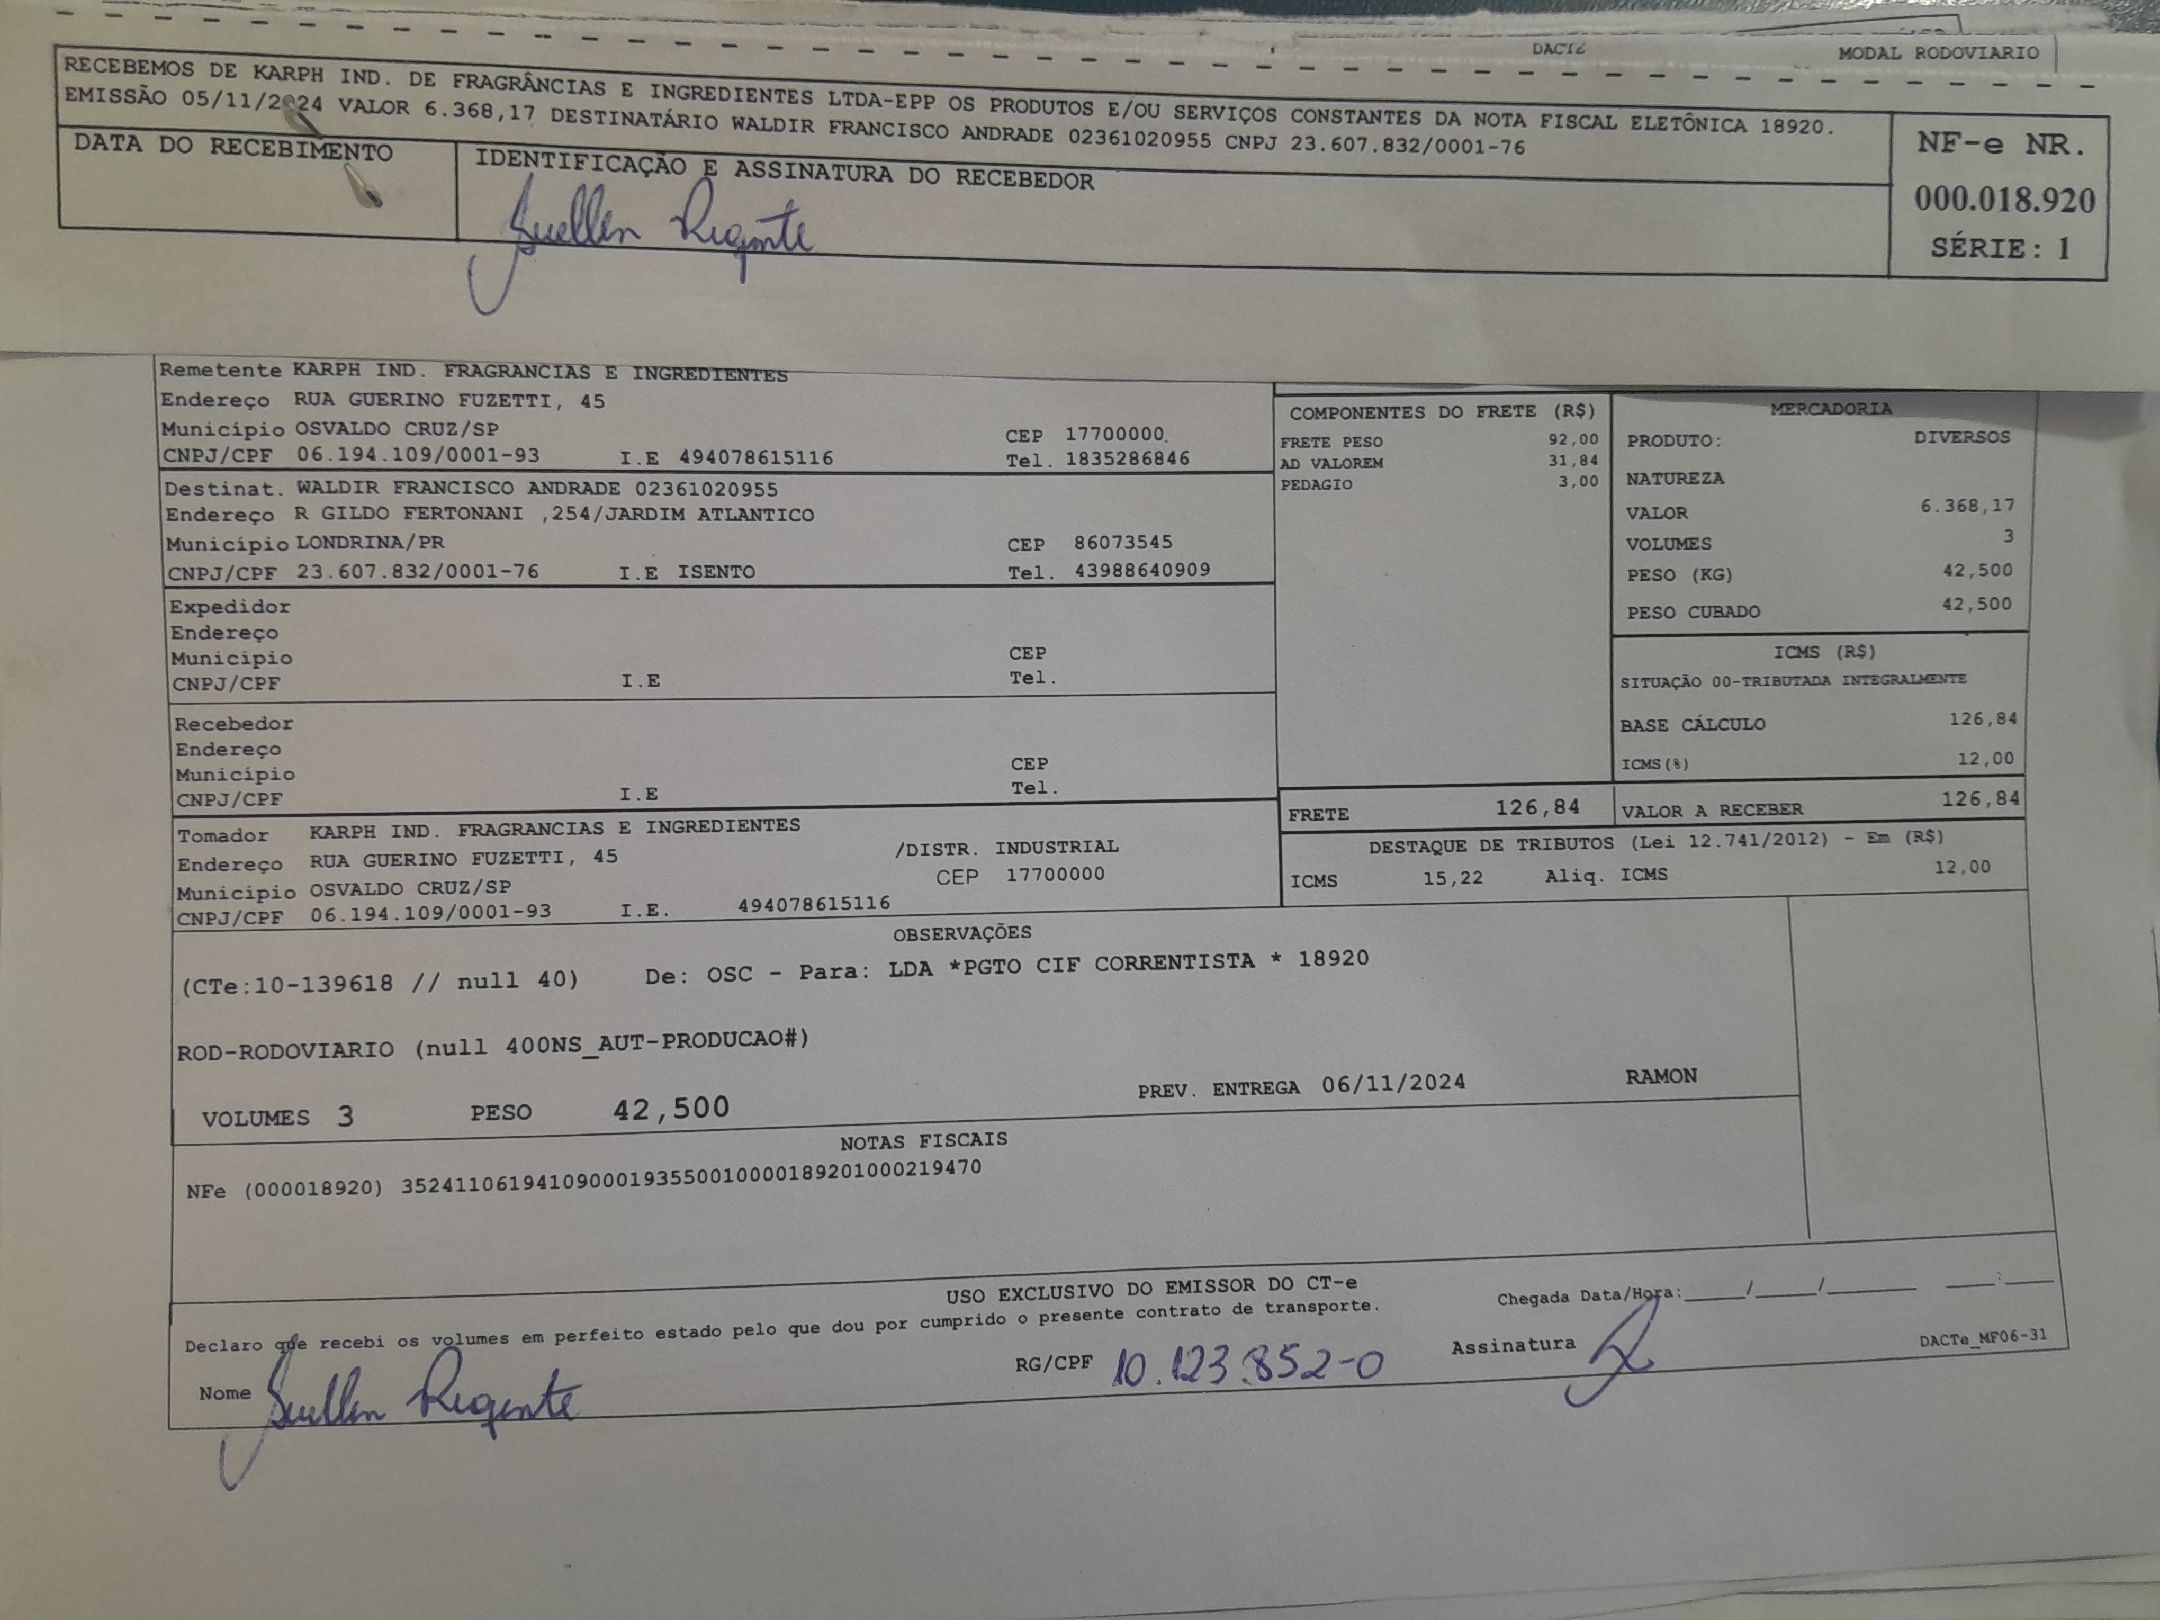 DACTE
MODAL RODOVIARIO
RECEBEMOS DE KARPH IND. DE FRAGRÂNCIAS E INGREDIENTES LTDA-EPP OS PRODUTOS E/OU SERVIÇOS CONSTANTES DA NOTA FISCAL ELETÔNICA 18920.
EMISSÃO 05/11/2024 VALOR 6.368,17 DESTINATÁRIO WALDIR FRANCISCO ANDRADE 02361020955 CNPJ 23.607.832/0001-76
DATA DO RECEBIMENTO
IDENTIFICAÇÃO E ASSINATURA DO RECEBEDOR
Suellen Regente
NF-e NR.
000.018.920
SÉRIE: 1
Remetente KARPH IND. FRAGRANCIAS E INGREDIENTES
Endereço RUA GUERINO FUZETTI, 45
Município OSVALDO CRUZ/SP CEP 17700000
CNPJ/CPF 06.194.109/0001-93 I.E 494078615116 Tel. 1835286846
Destinat. WALDIR FRANCISCO ANDRADE 02361020955
Endereço R GILDO FERTONANI ,254/JARDIM ATLANTICO
Município LONDRINA/PR CEP 86073545
CNPJ/CPF 23.607.832/0001-76 I.E ISENTO Tel. 43988640909
Expedidor
Endereço
Município CEP
CNPJ/CPF I.E Tel.
Recebedor
Endereço
Município CEP
CNPJ/CPF I.E Tel.
Tomador KARPH IND. FRAGRANCIAS E INGREDIENTES
Endereço RUA GUERINO FUZETTI, 45 /DISTR. INDUSTRIAL
Município OSVALDO CRUZ/SP CEP 17700000
CNPJ/CPF 06.194.109/0001-93 I.E. 494078615116
COMPONENTES DO FRETE (R$)
FRETE PESO 92,00
AD VALOREM 31,84
PEDAGIO 3,00
MERCADORIA
PRODUTO: DIVERSOS
NATUREZA
VALOR 6.368,17
VOLUMES 3
PESO (KG) 42,500
PESO CUBADO 42,500
ICMS (R$)
SITUAÇÃO 00-TRIBUTADA INTEGRALMENTE
BASE CÁLCULO 126,84
ICMS(%) 12,00
FRETE 126,84 VALOR A RECEBER 126,84
DESTAQUE DE TRIBUTOS (Lei 12.741/2012) - Em (R$)
ICMS 15,22 Aliq. ICMS 12,00
OBSERVAÇÕES
(CTe:10-139618 // null 40) De: OSC - Para: LDA *PGTO CIF CORRENTISTA * 18920
ROD-RODOVIARIO (null 400NS_AUT-PRODUCAO#)
VOLUMES 3 PESO 42,500 PREV. ENTREGA 06/11/2024 RAMON
NOTAS FISCAIS
NFe (000018920) 35241106194109000193550010000189201000219470
USO EXCLUSIVO DO EMISSOR DO CT-e
Declaro que recebi os volumes em perfeito estado pelo que dou por cumprido o presente contrato de transporte.
Chegada Data/Hora:____/____/______ ___:___
Nome Suellen Regente RG/CPF 10.123.852-0 Assinatura
DACTe_MF06-31